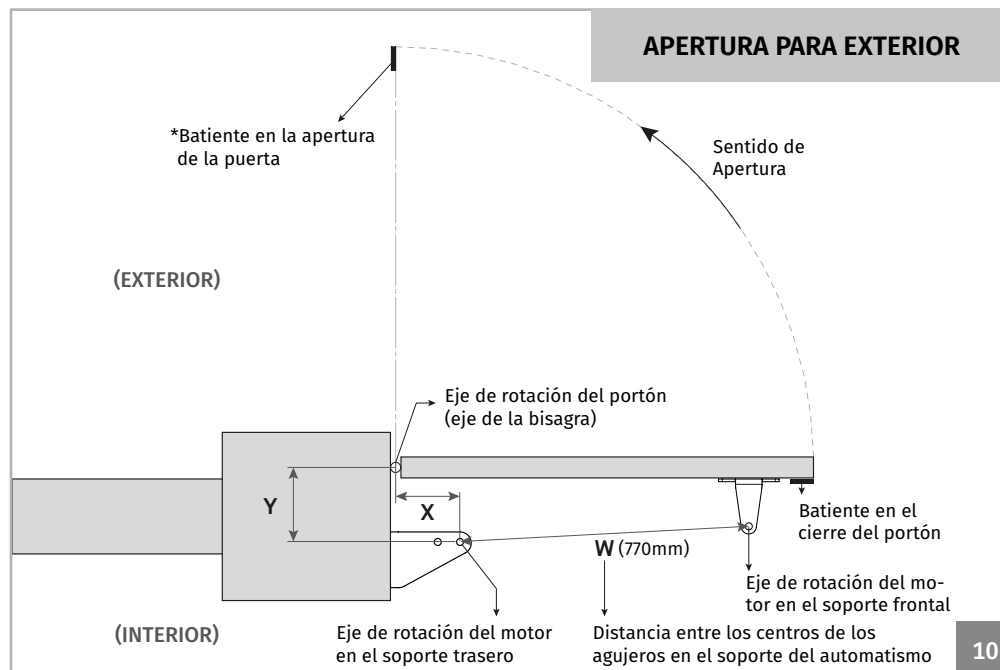 APERTURA PARA EXTERIOR
*Batiente en la apertura
de la puerta
Sentido de
Apertura
(EXTERIOR)
Eje de rotación del portón
(eje de la bisagra)
Y
X
Batiente en el
cierre del portón
W (770mm)
Eje de rotación del mo-
tor en el soporte frontal
(INTERIOR)
Eje de rotación del motor
en el soporte trasero
Distancia entre los centros de los
agujeros en el soporte del automatismo
10